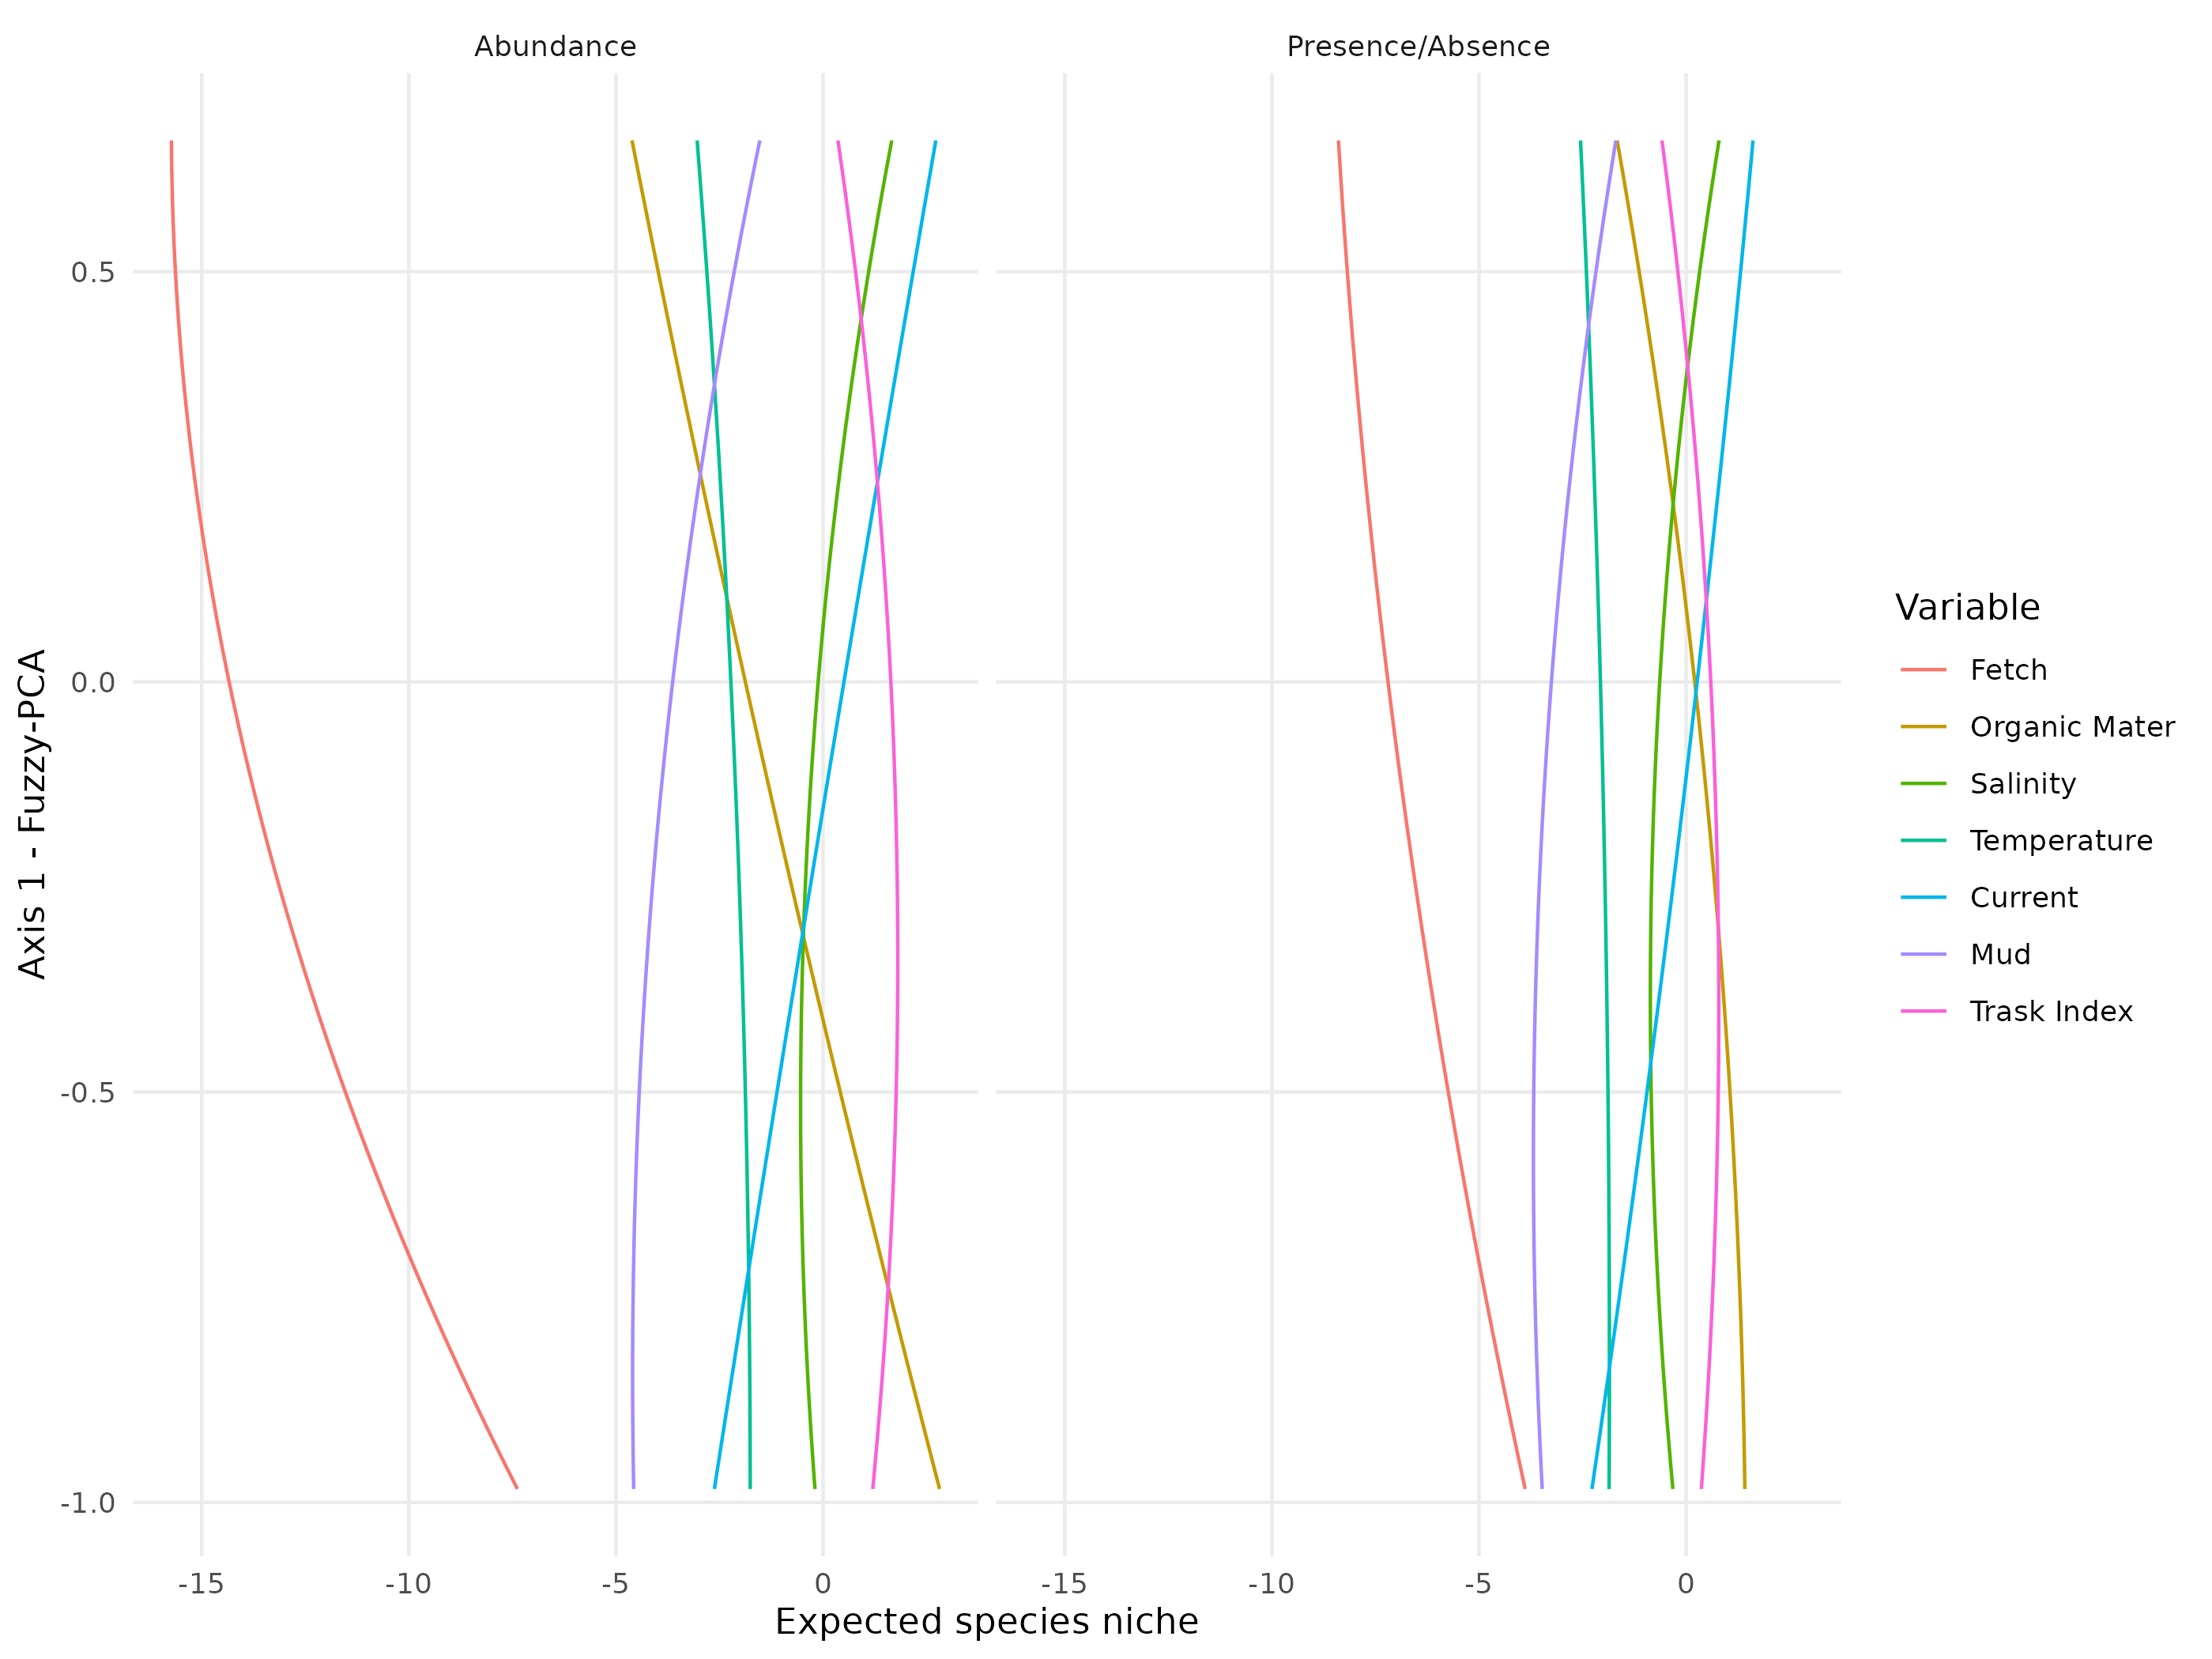 Abundance
Presence/Absence
Axis 1 - Fuzzy-PCA
0.5
0.0
-0.5
-1.0
-15
-10
-5
0
-15
-10
-5
0
Expected species niche
Variable
Fetch
Organic Mater
Salinity
Temperature
Current
Mud
Trask Index